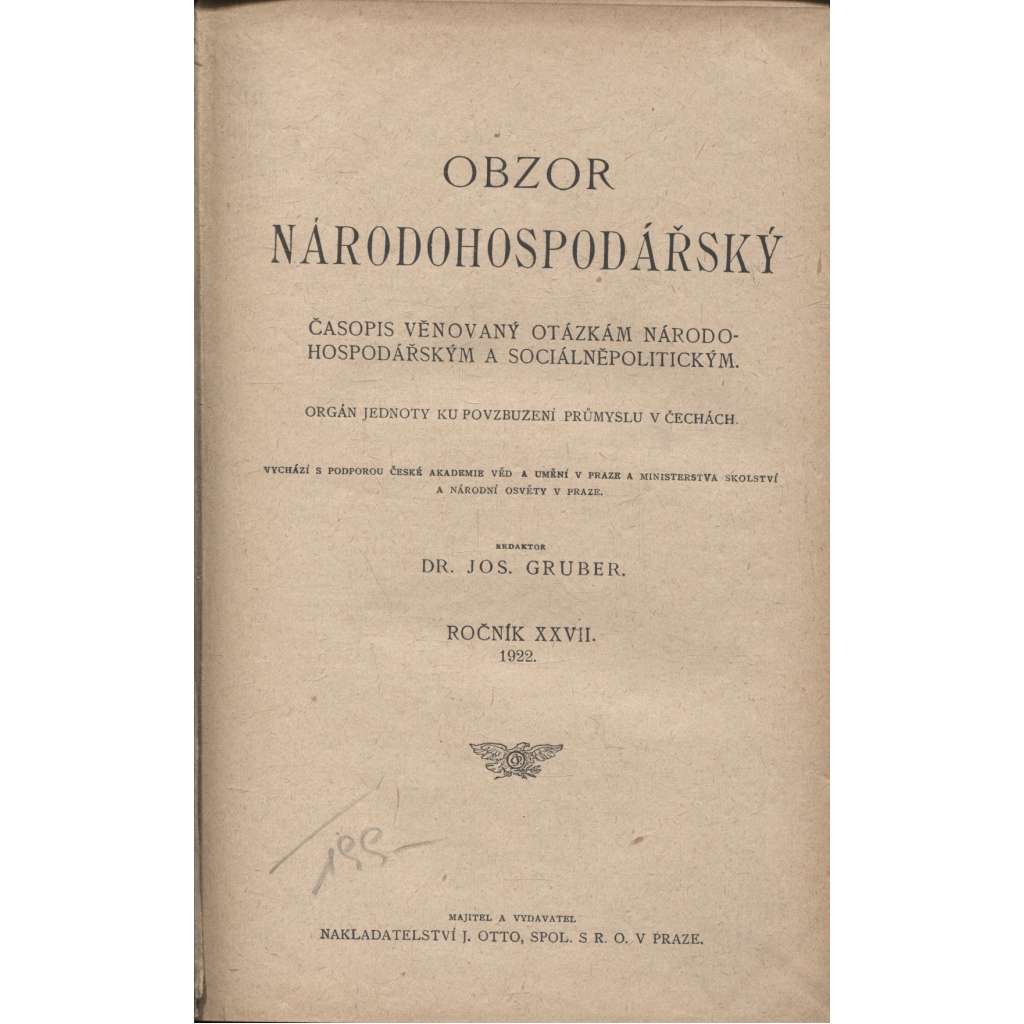 OBZOR
NÁRODOHOSPODÁŘSKÝ
ČASOPIS VĚNOVANÝ OTÁZKÁM NÁRODO-
HOSPODÁŘSKÝM A SOCIÁLNĚPOLITICKÝM.
ORGÁN JEDNOTY KU POVZBUZENÍ PRŮMYSLU V ČECHÁCH.
VYCHÁZÍ S PODPOROU ČESKÉ AKADEMIE VĚD A UMĚNÍ V PRAZE A MINISTERSTVA SKOLSTVÍ
A NÁRODNÍ OSVĚTY V PRAZE.
REDAKTOR
DR. JOS. GRUBER.
ROČNÍK XXVII.
1922.
MAJITEL A VYDAVATEL
NAKLADATELSTVÍ J. OTTO, SPOL. S R. O. V PRAZE.